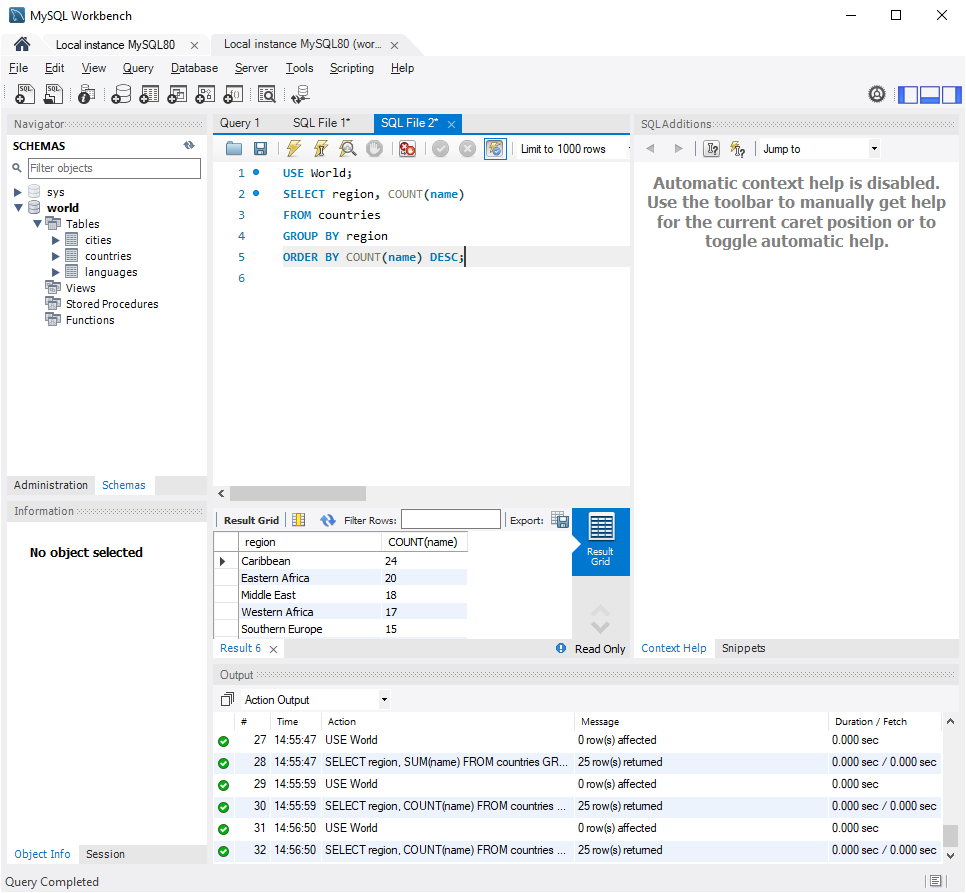 MySQL Workbench
Local instance MySQL80
Local instance MySQL80 (wor...
File Edit View Query Database Server Tools Scripting Help
Navigator
SCHEMAS
Filter objects
sys
world
Tables
cities
countries
languages
Views
Stored Procedures
Functions
Administration Schemas
Information
No object selected
Object Info Session
Query 1 SQL File 1* SQL File 2*
Limit to 1000 rows
1 USE World;
2 SELECT region, COUNT(name)
3 FROM countries
4 GROUP BY region
5 ORDER BY COUNT(name) DESC;
6
Result Grid Filter Rows: Export:
region COUNT(name)
Caribbean 24
Eastern Africa 20
Middle East 18
Western Africa 17
Southern Europe 15
Result
Grid
Result 6 Read Only
SQLAdditions
Jump to
Automatic context help is disabled.
Use the toolbar to manually get help
for the current caret position or to
toggle automatic help.
Context Help Snippets
Output
Action Output
# Time Action Message Duration / Fetch
27 14:55:47 USE World 0 row(s) affected 0.000 sec
28 14:55:47 SELECT region, SUM(name) FROM countries GR... 25 row(s) returned 0.000 sec / 0.000 sec
29 14:55:59 USE World 0 row(s) affected 0.000 sec
30 14:55:59 SELECT region, COUNT(name) FROM countries ... 25 row(s) returned 0.000 sec / 0.000 sec
31 14:56:50 USE World 0 row(s) affected 0.000 sec
32 14:56:50 SELECT region, COUNT(name) FROM countries ... 25 row(s) returned 0.000 sec / 0.000 sec
Query Completed